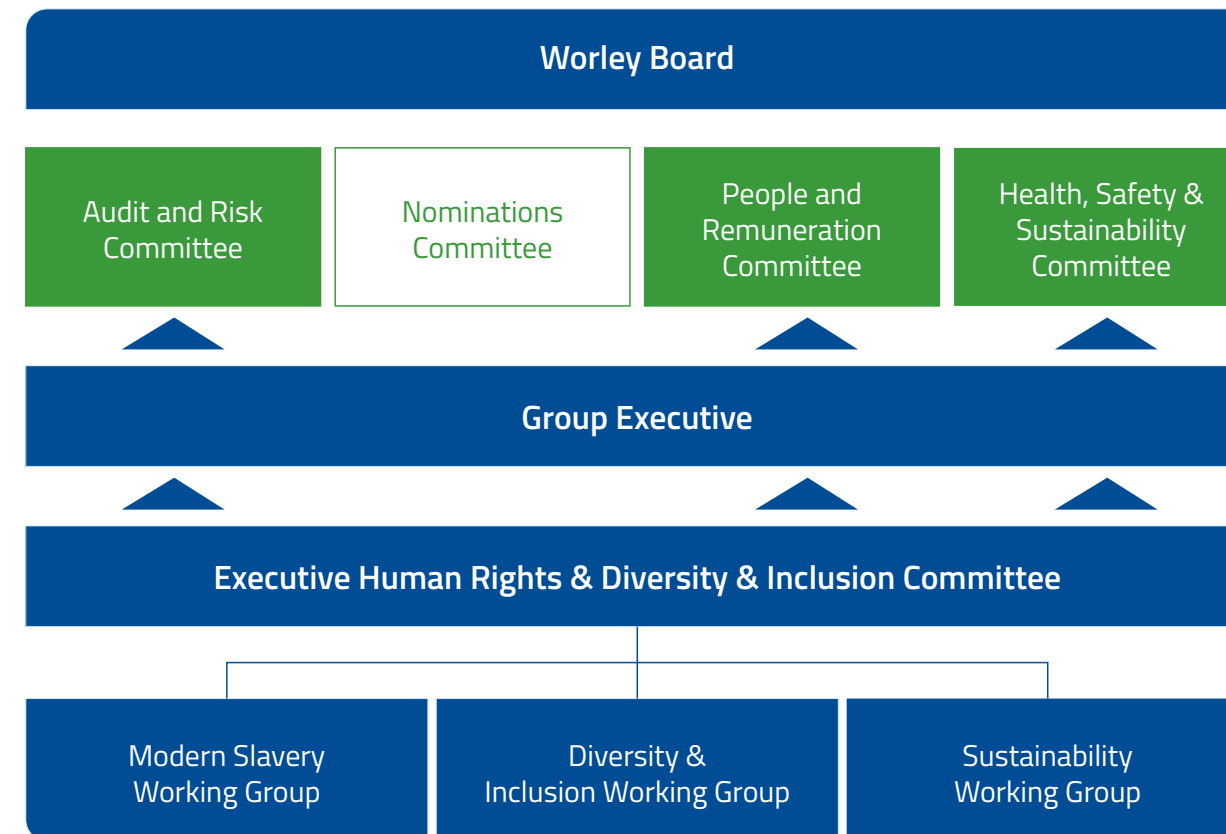 Worley Board
Audit and Risk
Committee
Nominations
Committee
People and
Remuneration
Committee
Health, Safety &
Sustainability
Committee
Group Executive
Executive Human Rights & Diversity & Inclusion Committee
Modern Slavery
Working Group
Diversity &
Inclusion Working Group
Sustainability
Working Group